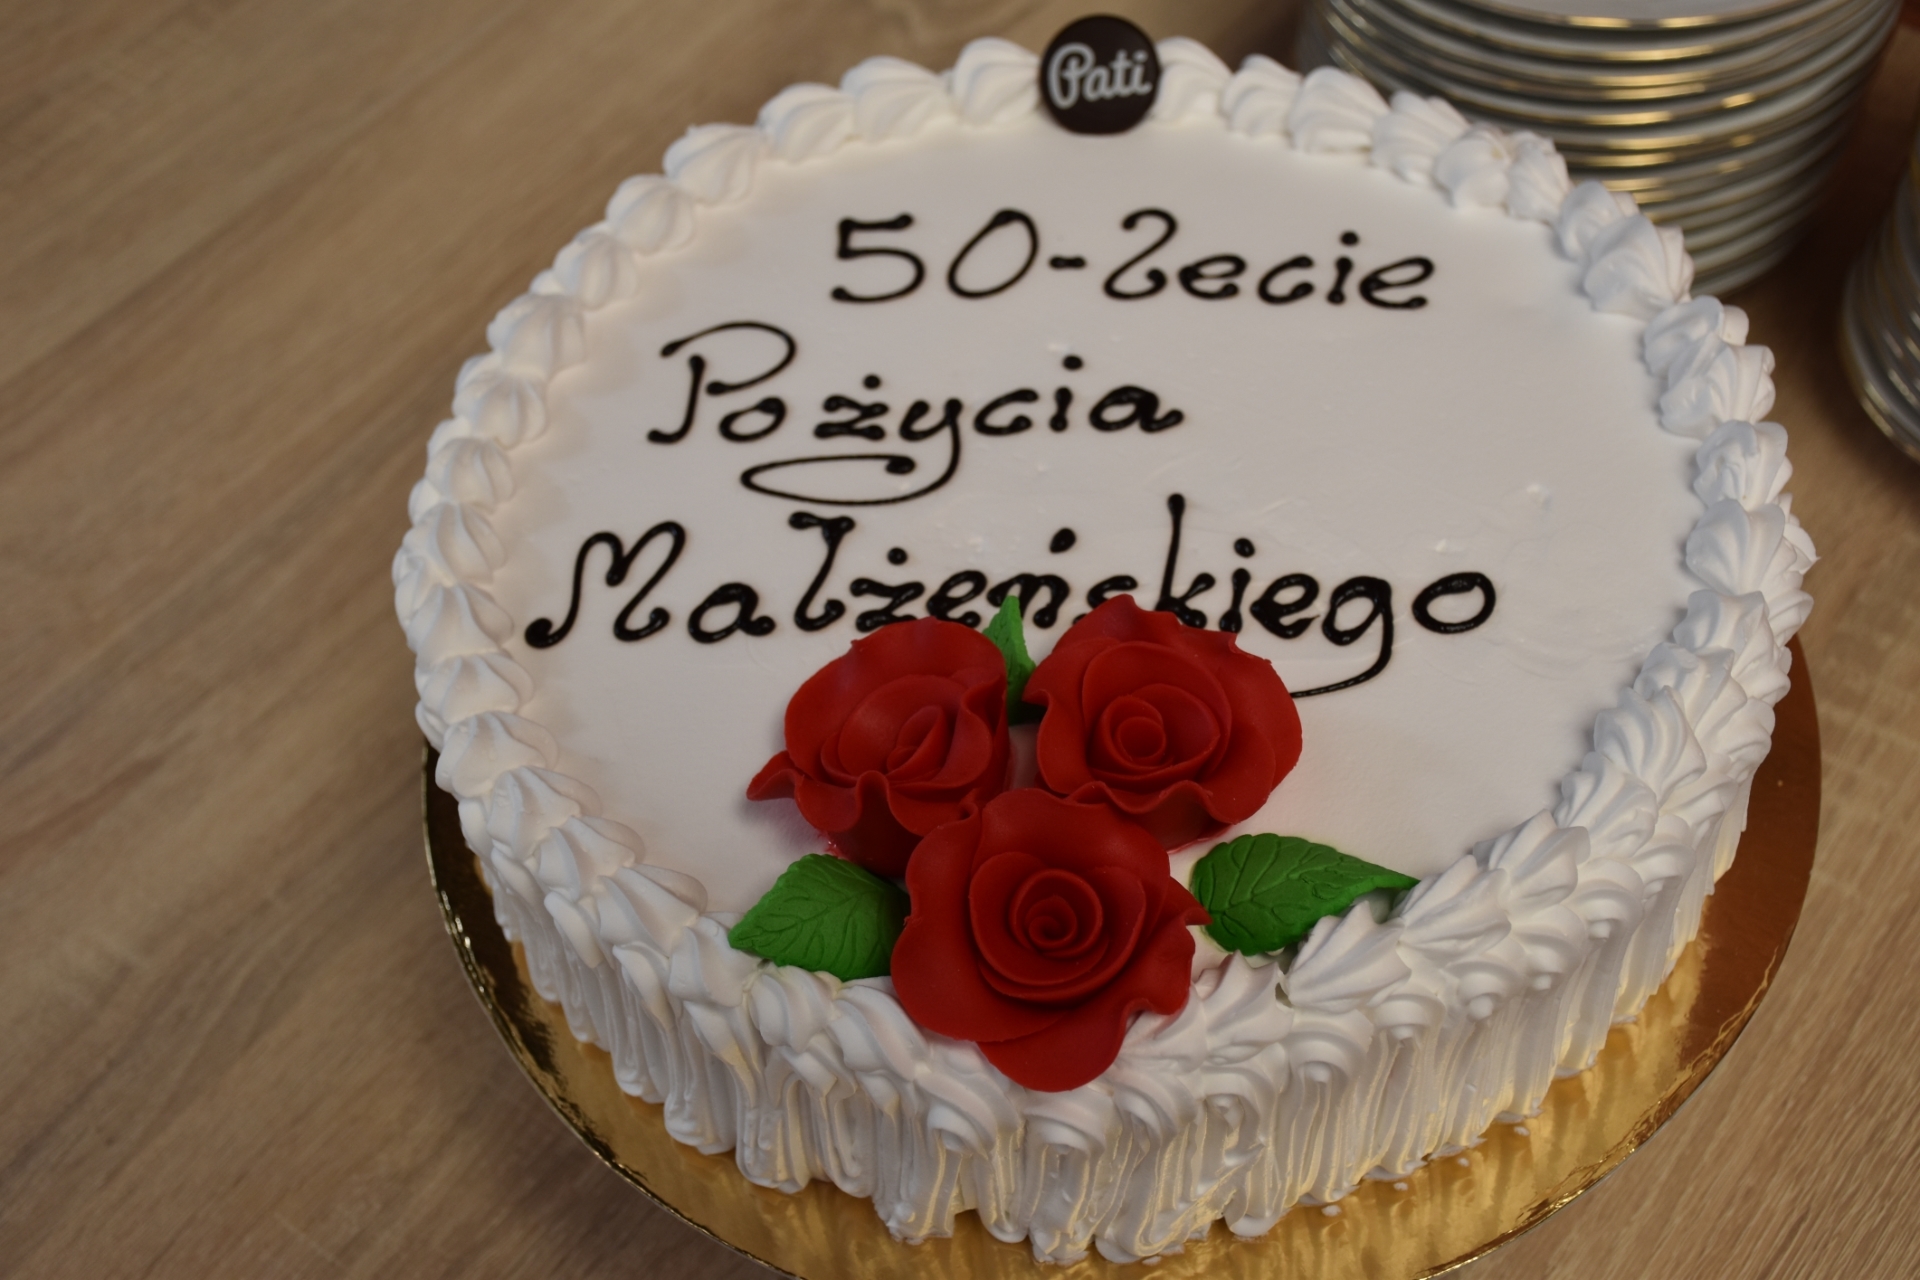 Pati
50-lecie
Pożycia
Małżeńskiego